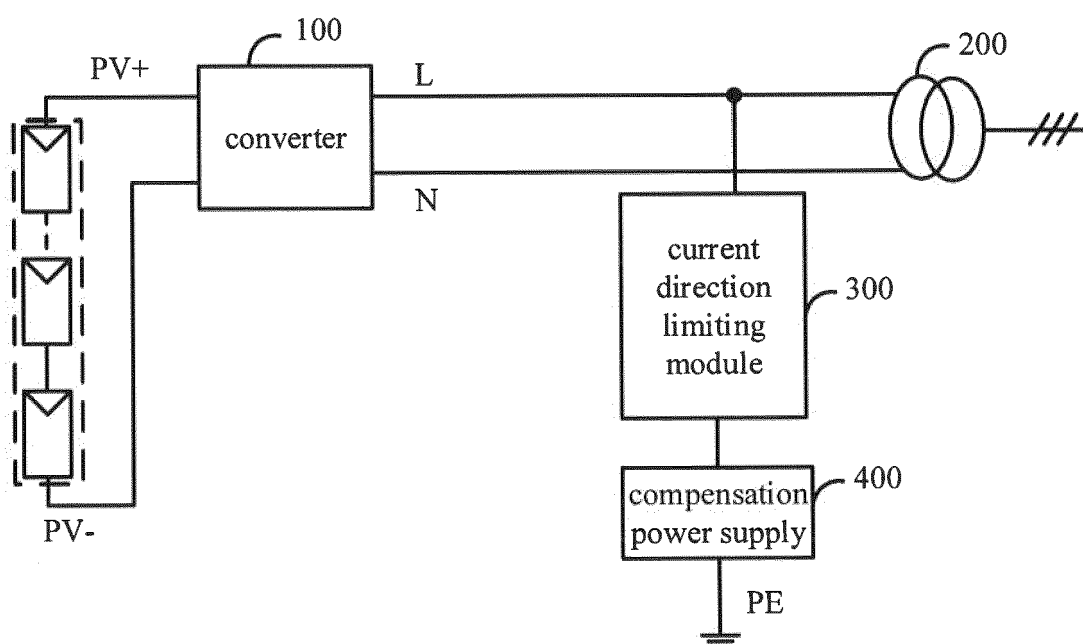 100
200
PV+
L
converter
N
current
direction
limiting
module
300
400
compensation
power supply
PV-
PE